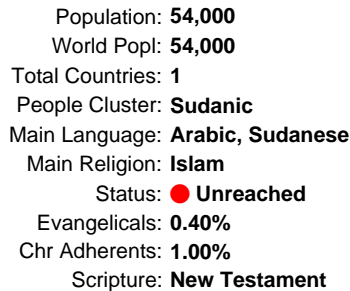 Population: 54,000
World Popl: 54,000
Total Countries: 1
People Cluster: Sudanic
Main Language: Arabic, Sudanese
Main Religion: Islam
Status: Unreached
Evangelicals: 0.40%
Chr Adherents: 1.00%
Scripture: New Testament